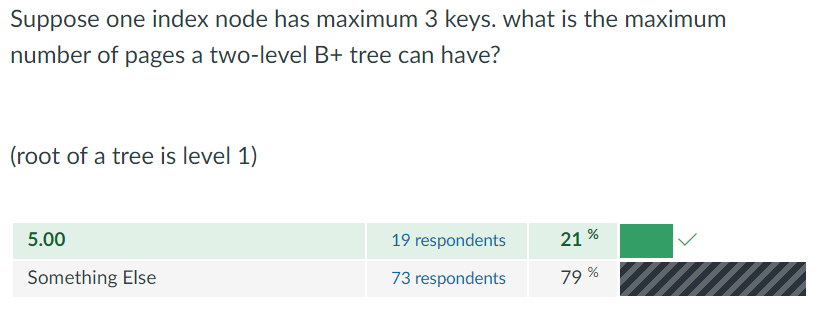 Suppose one index node has maximum 3 keys. what is the maximum
number of pages a two-level B+ tree can have?
(root of a tree is level 1)
5.00 19 respondents 21 %
Something Else 73 respondents 79 %